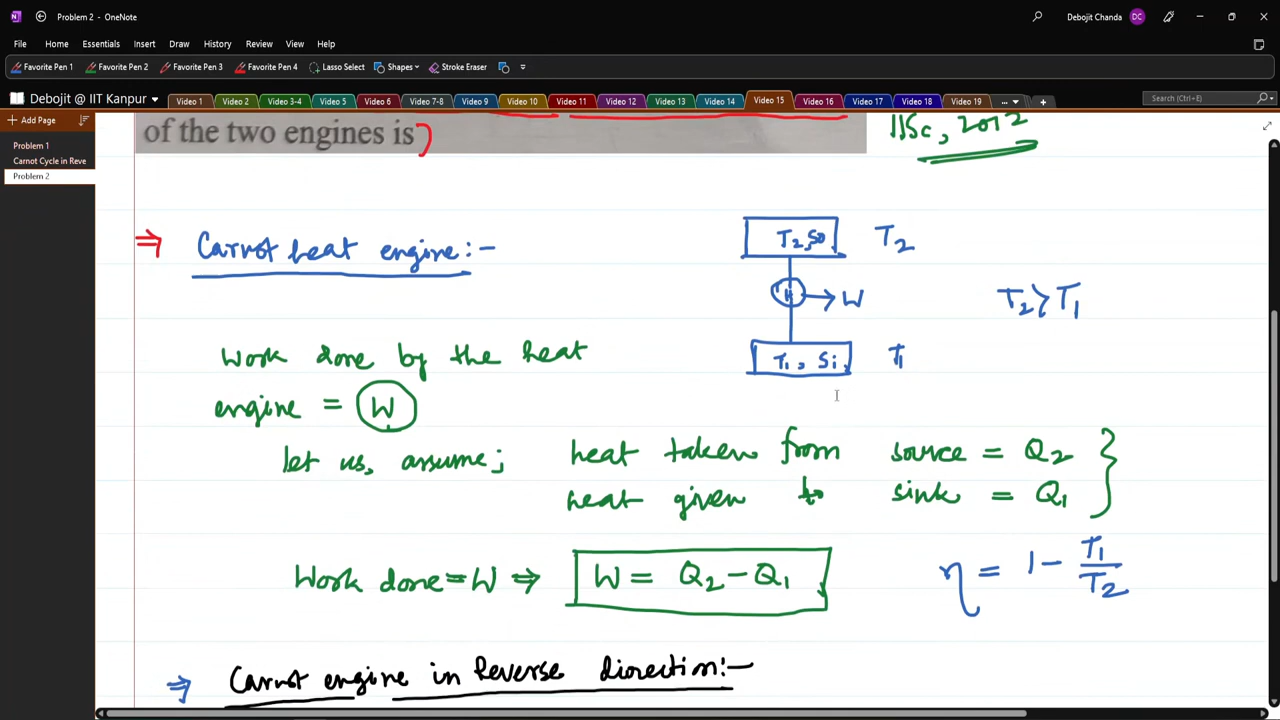 Problem 2 - OneNote
Debojit Chanda DC
File Home Essentials Insert Draw History Review View Help
Favorite Pen 1 Favorite Pen 2 Favorite Pen 3 Favorite Pen 4 Lasso Select Shapes Stroke Eraser
Debojit @ IIT Kanpur Video 1 Video 2 Video 3-4 Video 5 Video 6 Video 7-8 Video 9 Video 10 Video 11 Video 12 Video 13 Video 14 Video 15 Video 16 Video 17 Video 18 Video 19 ... + Search (Ctrl+E)
+ Add Page
Problem 1
Carnot Cycle in Reve
Problem 2
of the two engines is)
IISc, 2012
⇒ Carnot heat engine:-
T₂, So T₂
→ W
T₂ > T₁
T₁, Si T₁
Work done by the heat
engine = W
let us, assume; heat taken from source = Q₂
heat given to sink = Q₁
Work done = W ⇒ W = Q₂ - Q₁
η = 1 - T₁/T₂
⇒ Carnot engine in Reverse direction:-